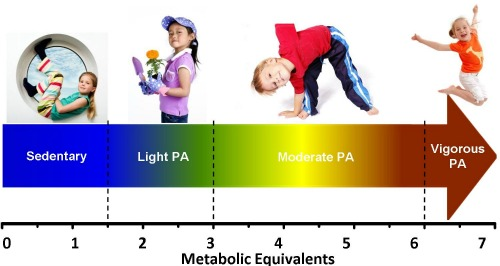 Sedentary
Light PA
Moderate PA
Vigorous
PA
0 1 2 3 4 5 6 7
Metabolic Equivalents